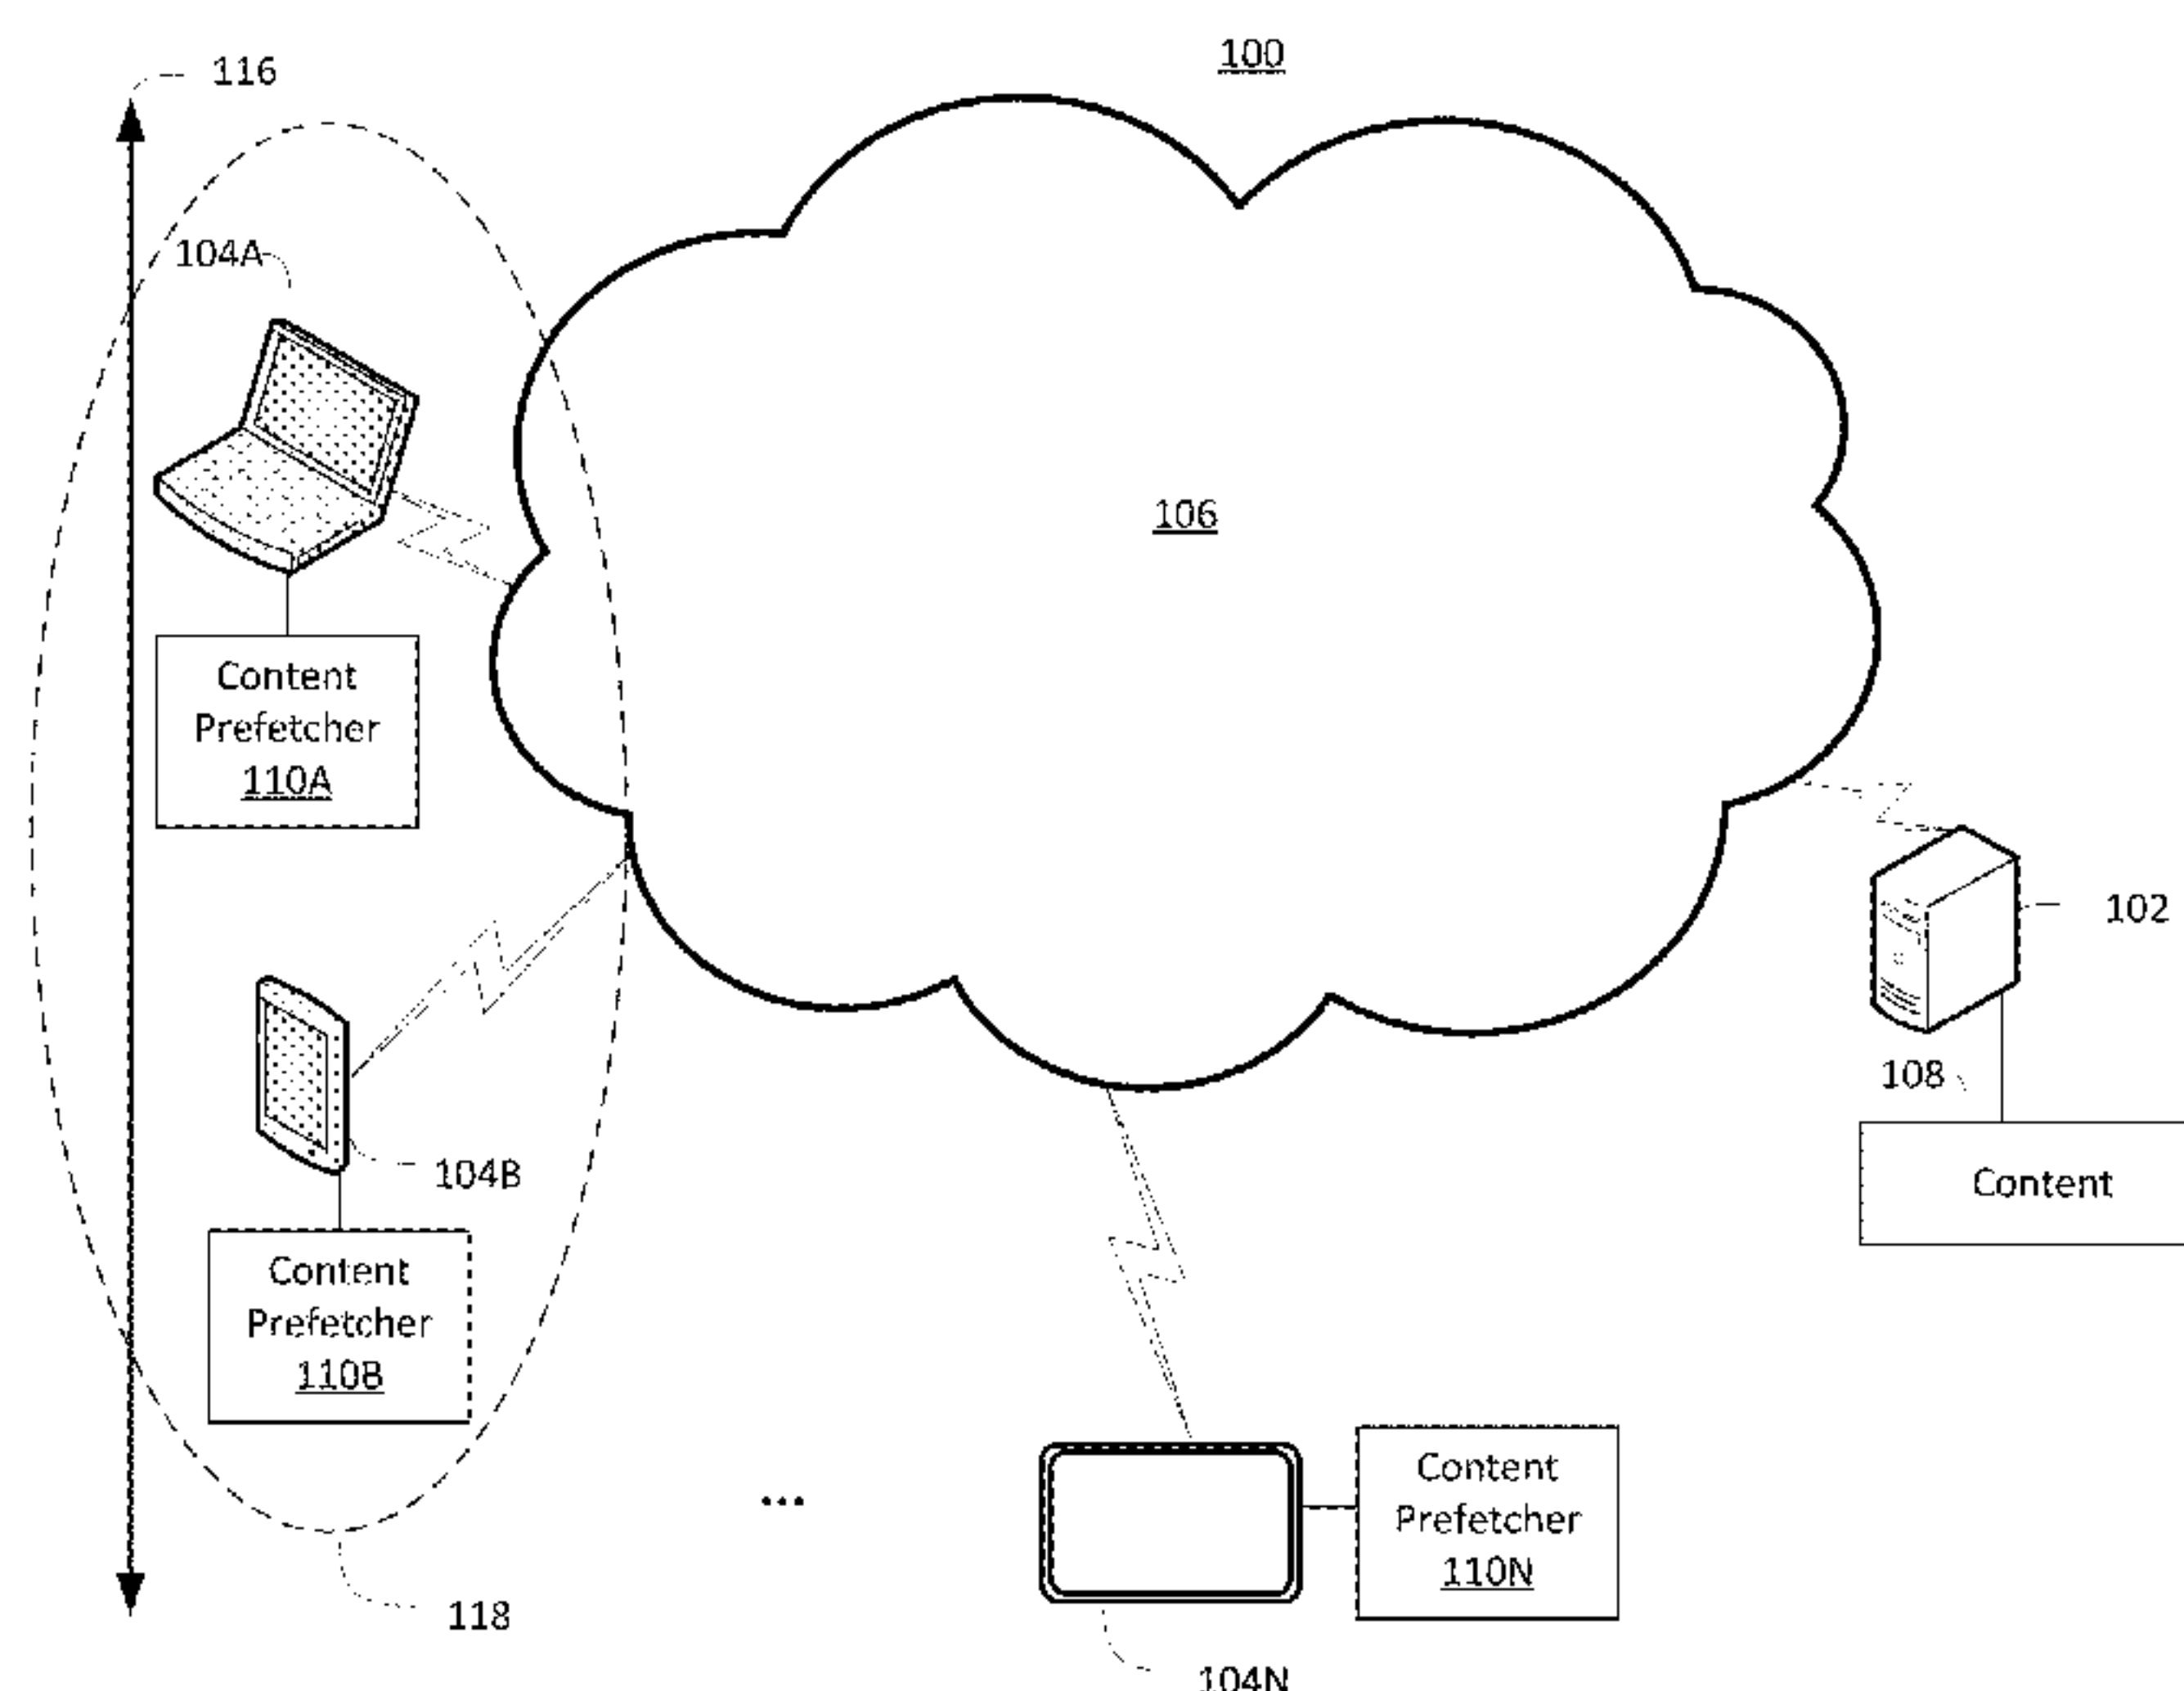 100
116
104A
106
Content
Prefetcher
110A
102
108
Content
104B
Content
Prefetcher
110B
...
Content
Prefetcher
110N
118
104N